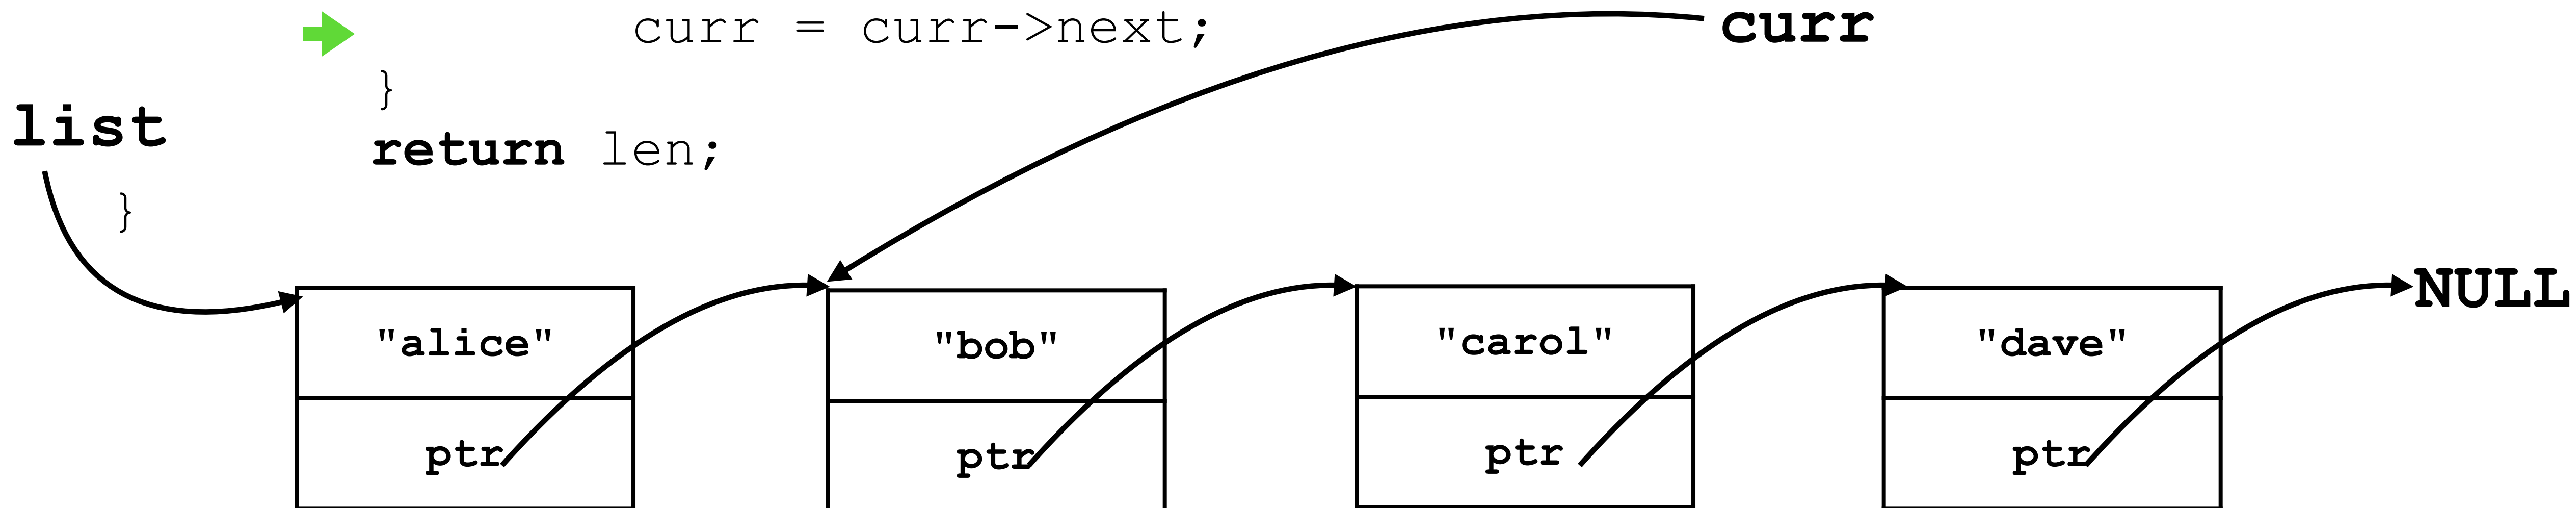 curr = curr->next;
curr
}
list
return len;
}
NULL
"alice" "bob" "carol" "dave"
ptr ptr ptr ptr